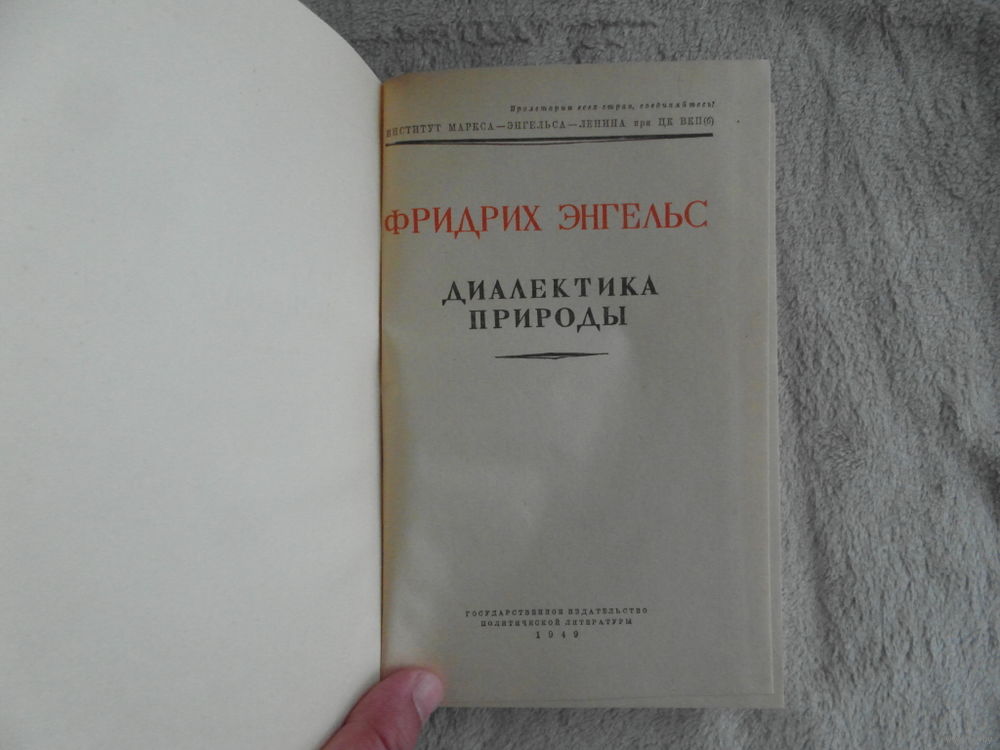 Пролетарии всех стран, соединяйтесь!
ИНСТИТУТ МАРКСА—ЭНГЕЛЬСА—ЛЕНИНА при ЦК ВКП(б)
ФРИДРИХ ЭНГЕЛЬС
ДИАЛЕКТИКА
ПРИРОДЫ
ГОСУДАРСТВЕННОЕ ИЗДАТЕЛЬСТВО
ПОЛИТИЧЕСКОЙ ЛИТЕРАТУРЫ
1949